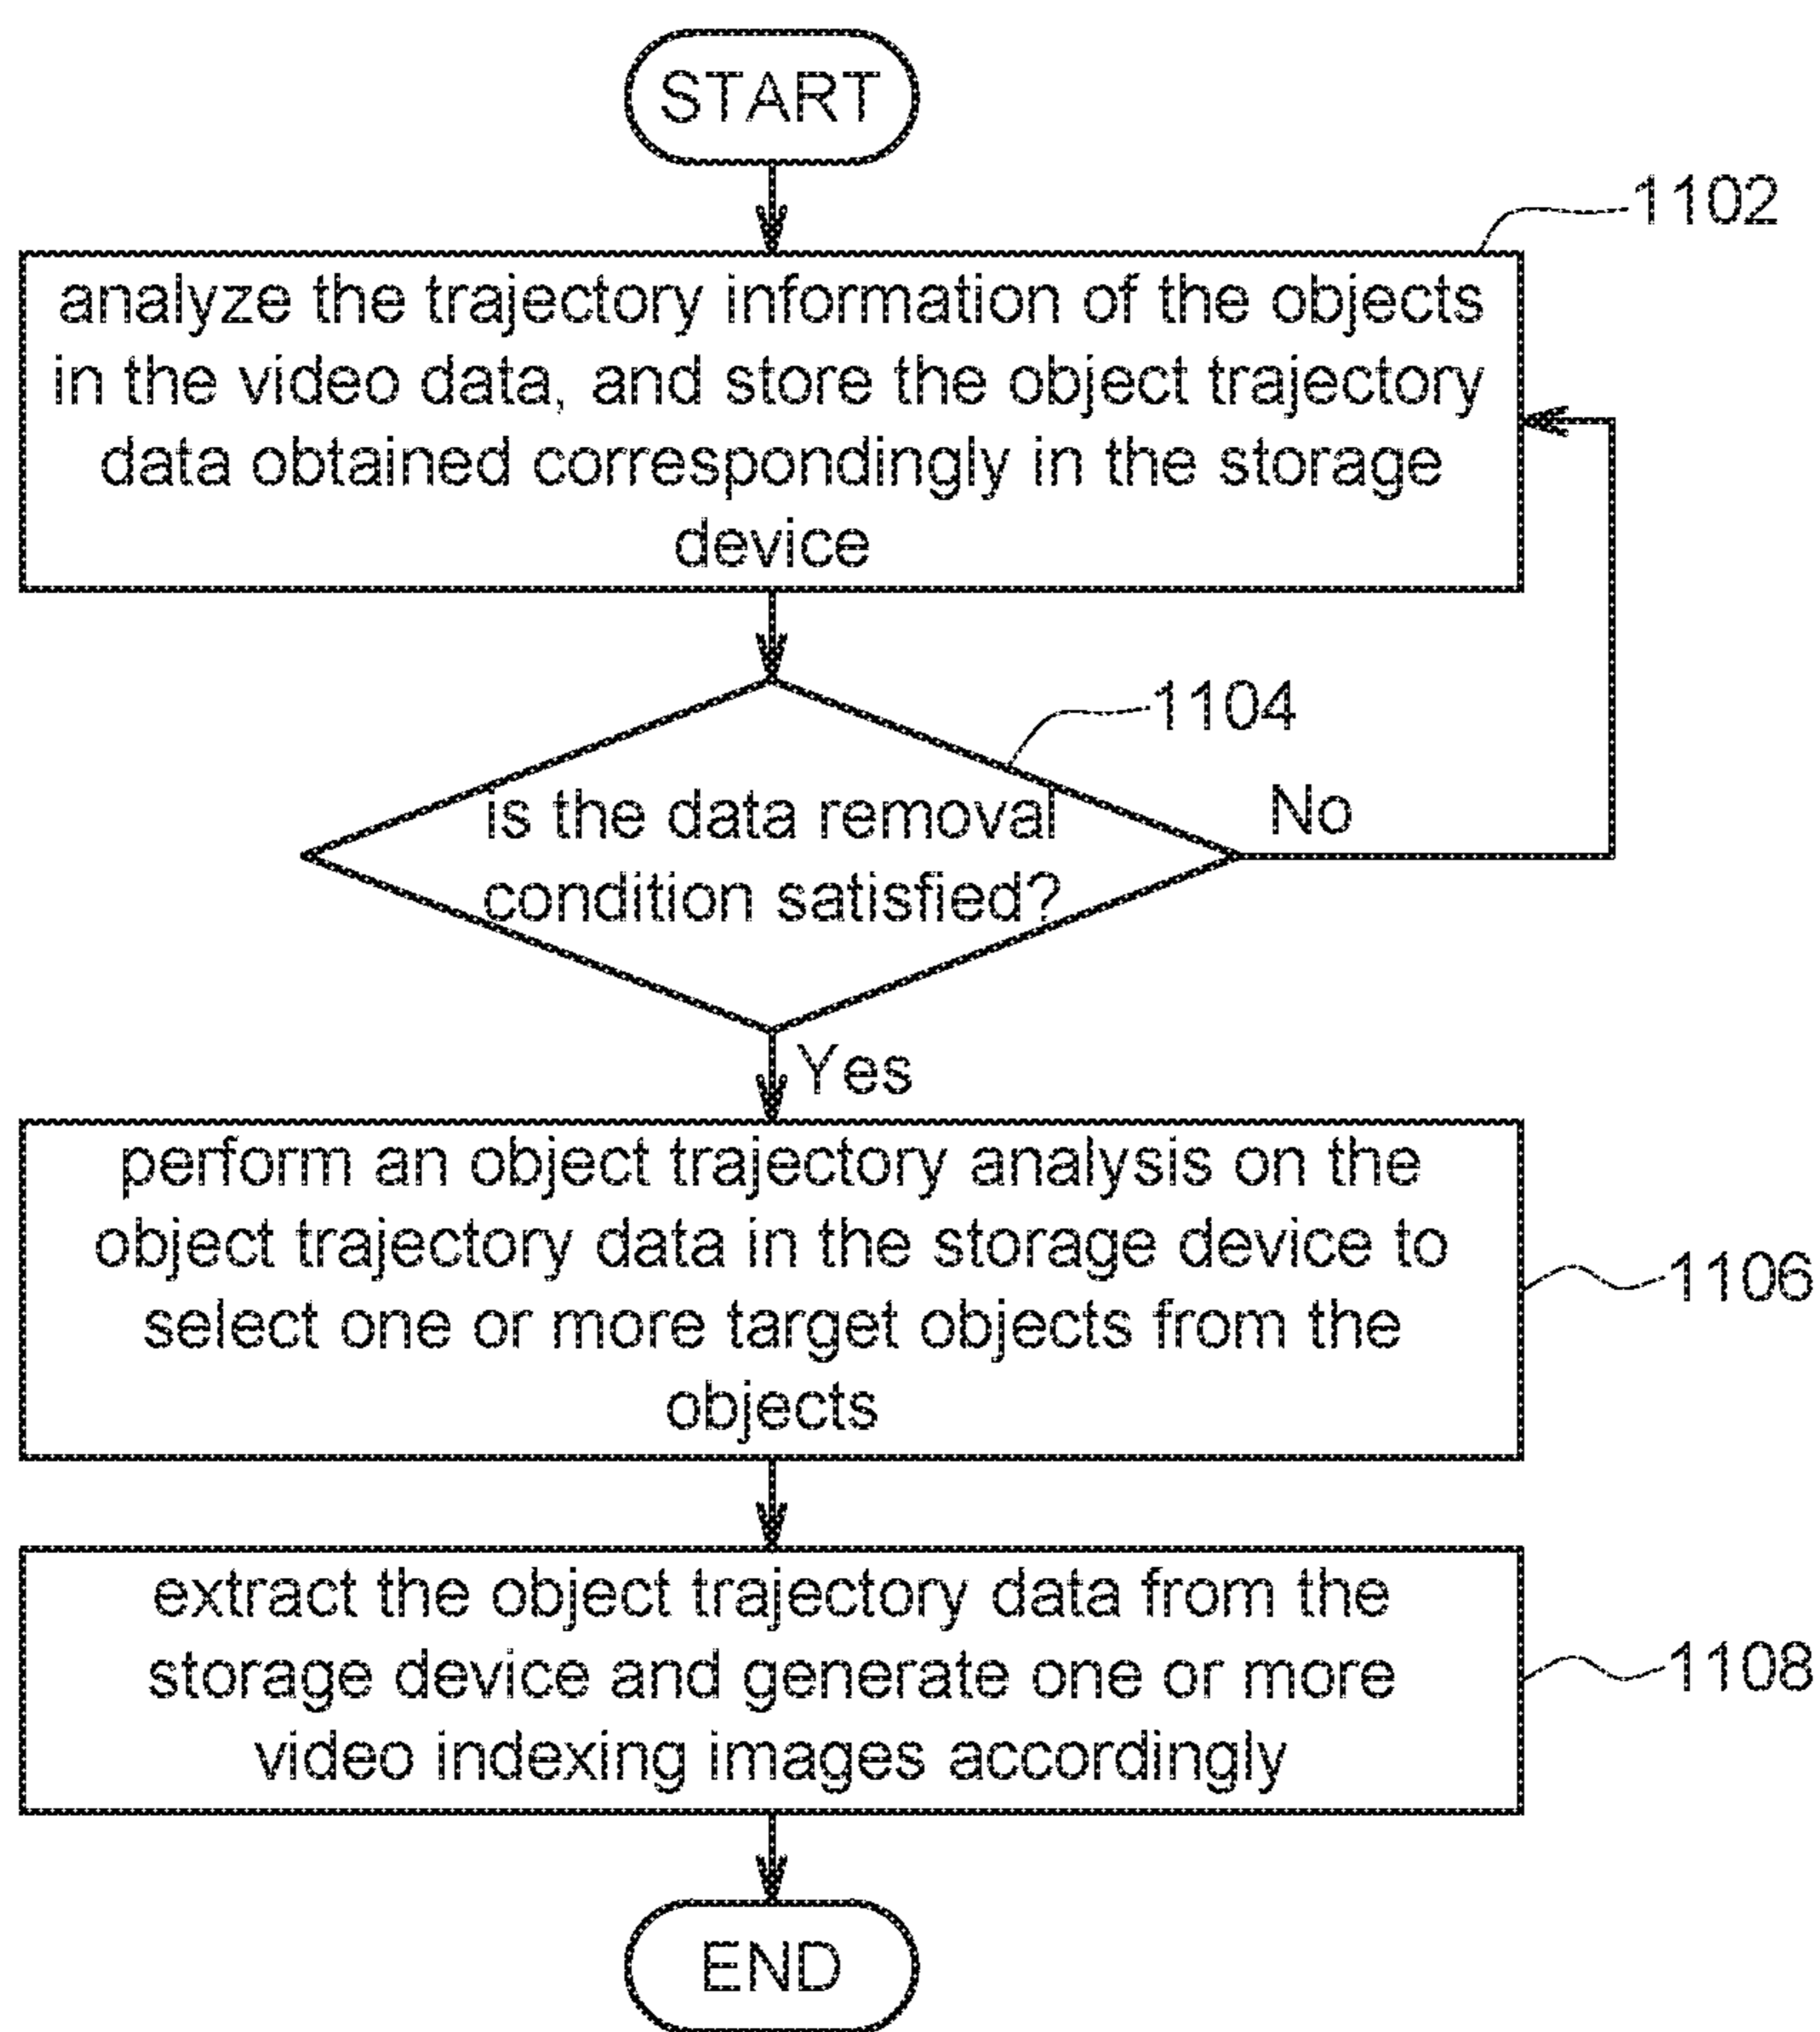 START
1102
analyze the trajectory information of the objects
in the video data, and store the object trajectory
data obtained correspondingly in the storage
device
1104
is the data removal
condition satisfied?
No
Yes
perform an object trajectory analysis on the
object trajectory data in the storage device to
select one or more target objects from the
objects
1106
extract the object trajectory data from the
storage device and generate one or more
video indexing images accordingly
1108
END